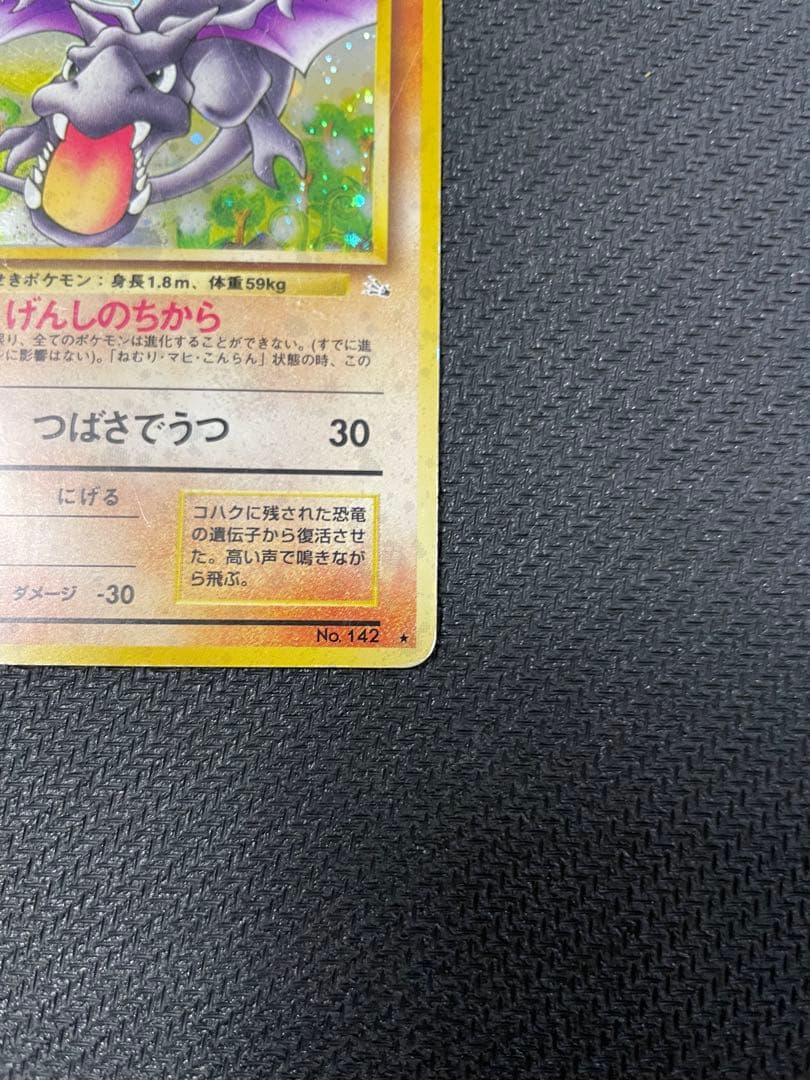 せきポケモン：身長1.8m、体重59kg
げんしのちから
り、全てのポケモンは進化することができない。(すでに進
に影響はない)。「ねむり・マヒ・こんらん」状態の時、この
つばさでうつ 30
にげる
コハクに残された恐竜
の遺伝子から復活させ
た。高い声で鳴きなが
ら飛ぶ。
ダメージ -30
No. 142 ★